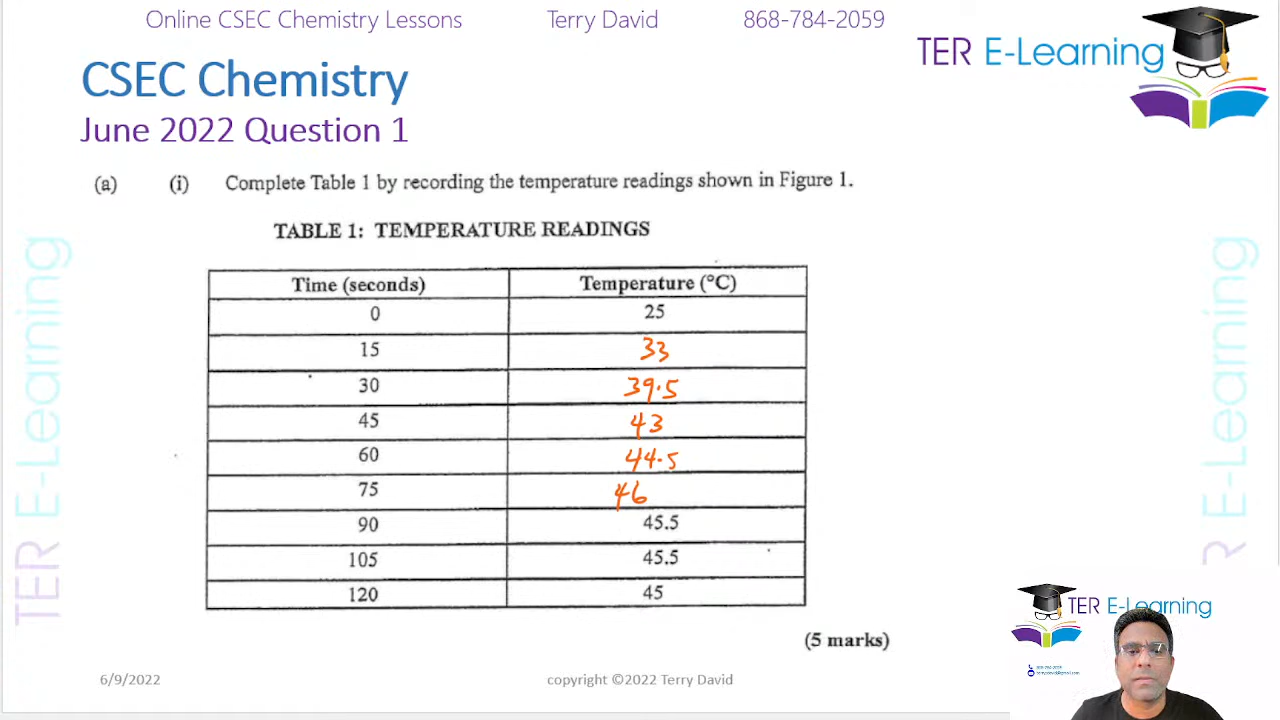 Online CSEC Chemistry Lessons Terry David 868-784-2059
TER E-Learning
CSEC Chemistry
June 2022 Question 1
(a) (i) Complete Table 1 by recording the temperature readings shown in Figure 1.
TABLE 1: TEMPERATURE READINGS
Time (seconds) Temperature (°C)
0 25
15 33
30 39.5
45 43
60 44.5
75 46
90 45.5
105 45.5
120 45
(5 marks)
TER E-Learning
TER E-Learning
TER E-Learning
6/9/2022 copyright ©2022 Terry David